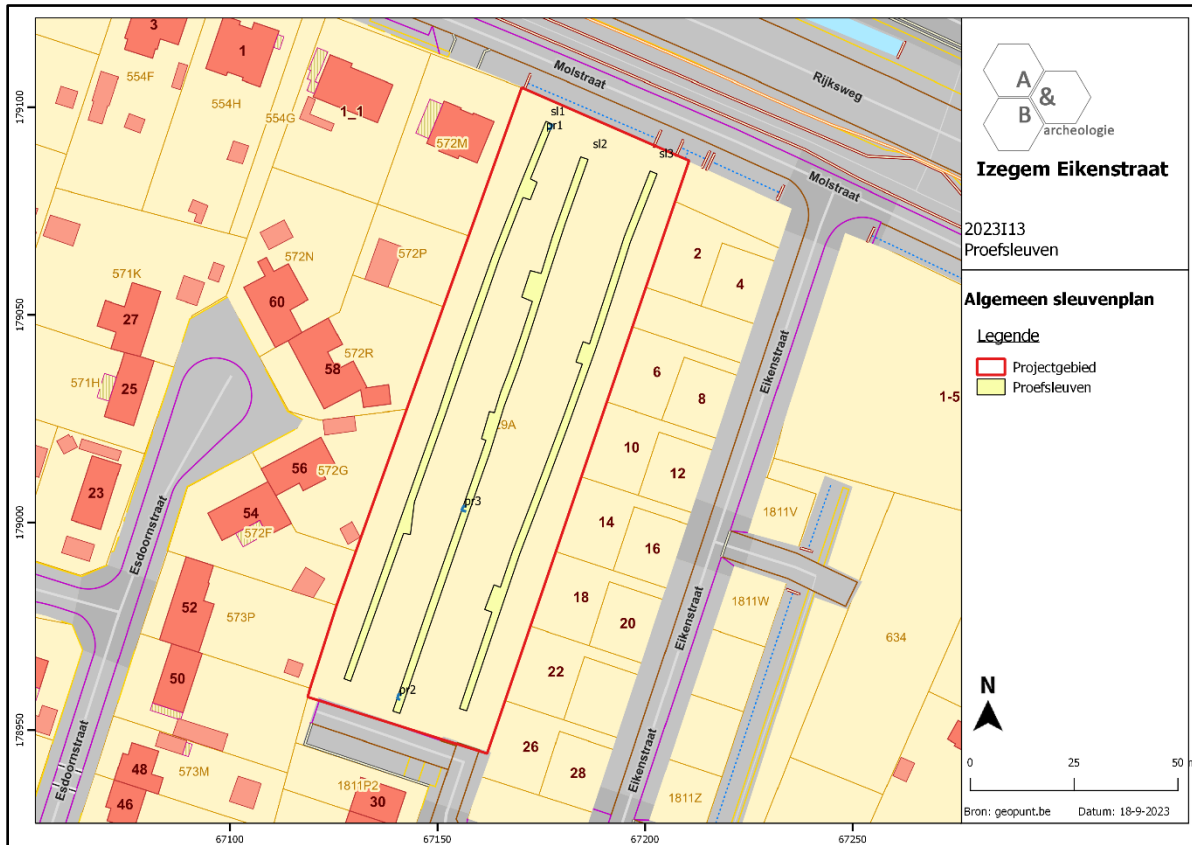 3
1
554F
554H
554G
1_1
572M
Molstraat
Rijksweg
Molstraat
sl1
pr1
sl2
sl3
571K
27
572N
60
572P
572R
58
571H
25
23
56
572G
54
572F
Esdoornstraat
52
573P
50
48
573M
46
Esdoornstraat
29A
pr3
pr2
1811P2
30
2
4
6
8
10
12
14
16
18
20
22
26
28
Eikenstraat
Eikenstraat
Eikenstraat
1-5
1811V
1811W
634
1811Z
179100
179050
179000
178950
67100
67150
67200
67250
A
&
B
archeologie
Izegem Eikenstraat
2023I13
Proefsleuven
Algemeen sleuvenplan
Legende
Projectgebied
Proefsleuven
N
0 25 50 m
Bron: geopunt.be Datum: 18-9-2023